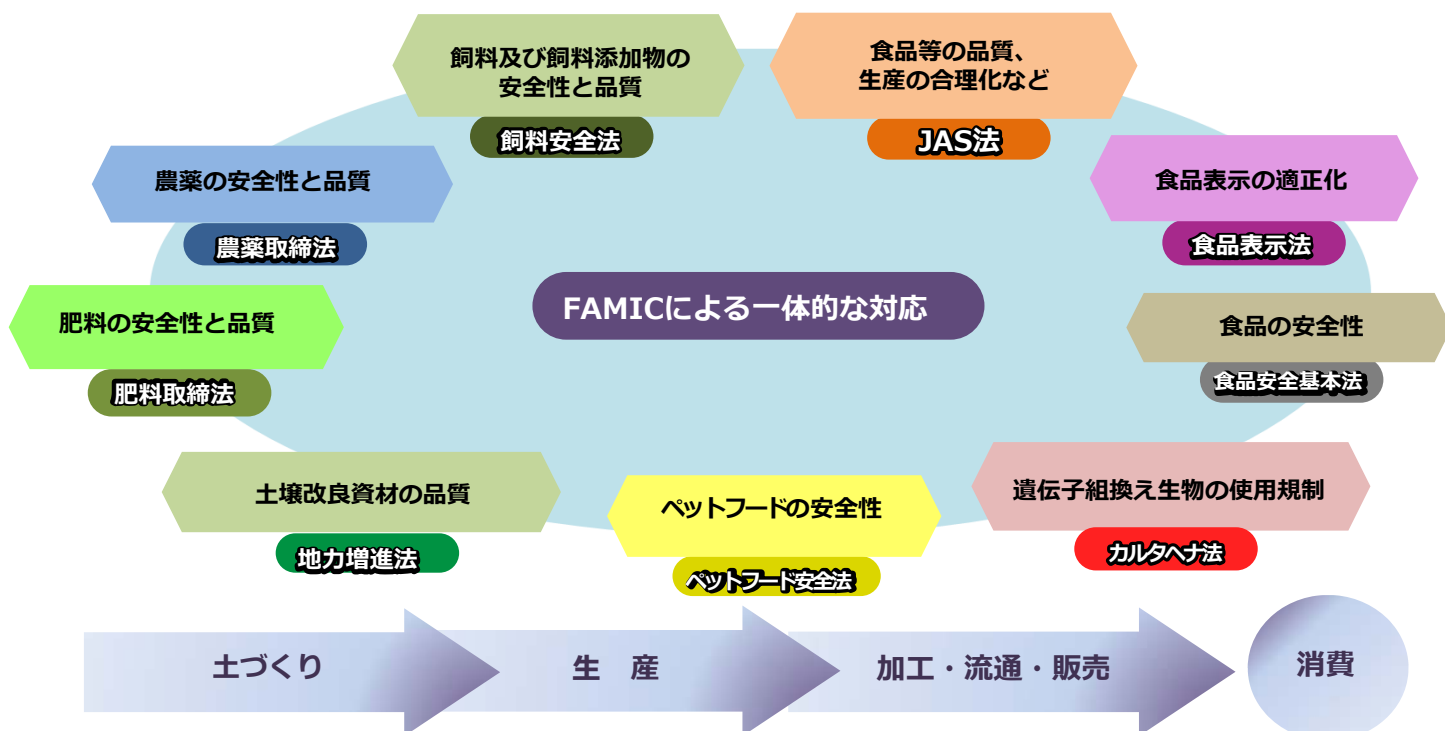 飼料及び飼料添加物の
安全性と品質
飼料安全法
食品等の品質、
生産の合理化など
JAS法
農薬の安全性と品質
農薬取締法
食品表示の適正化
食品表示法
FAMICによる一体的な対応
肥料の安全性と品質
肥料取締法
食品の安全性
食品安全基本法
土壌改良資材の品質
地力増進法
ペットフードの安全性
ペットフード安全法
遺伝子組換え生物の使用規制
カルタヘナ法
土づくり
生　産
加工・流通・販売
消費